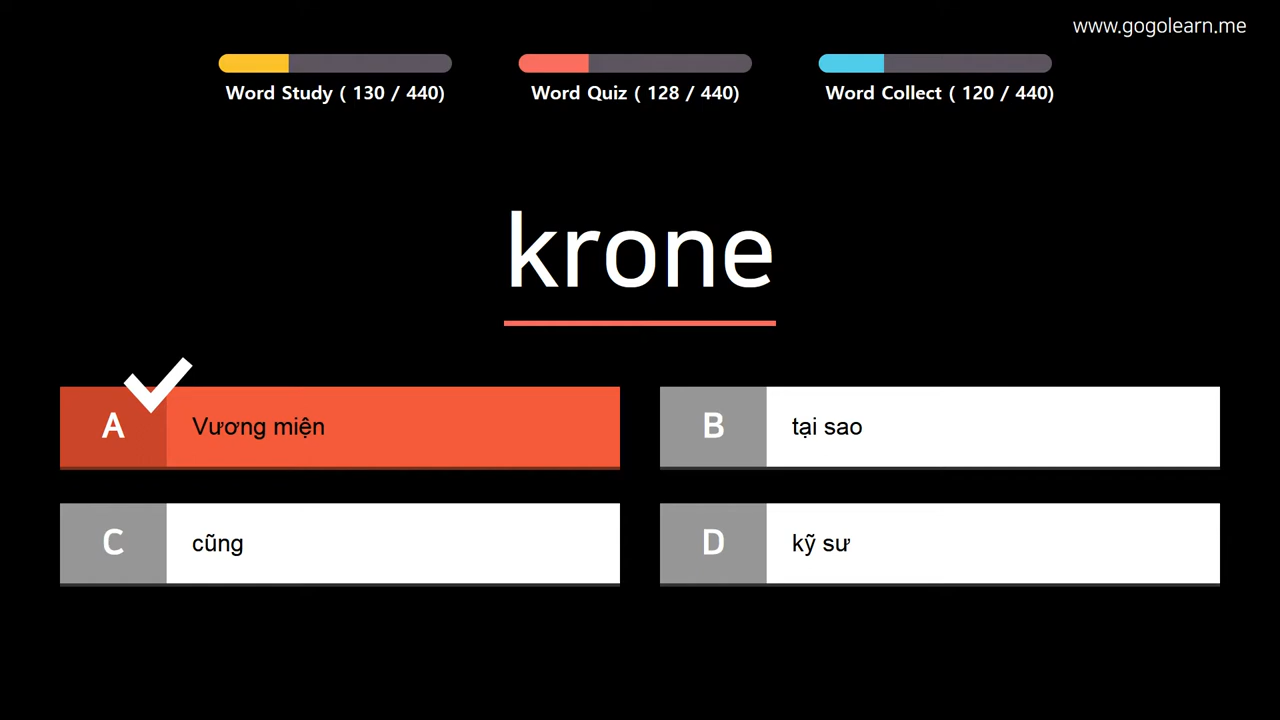 www.gogolearn.me
Word Study ( 130 / 440)
Word Quiz ( 128 / 440)
Word Collect ( 120 / 440)
krone
A Vương miện
B tại sao
C cũng
D kỹ sư